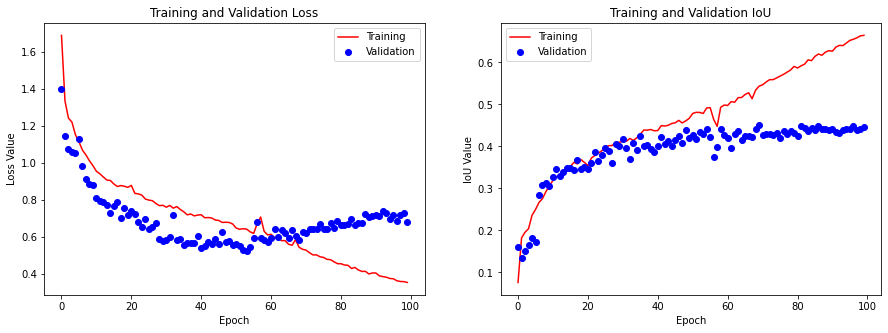 Training and Validation Loss
Training
Validation
1.6
1.4
1.2
1.0
0.8
0.6
0.4
Loss Value
0 20 40 60 80 100
Epoch
Training and Validation IoU
Training
Validation
0.6
0.5
0.4
0.3
0.2
0.1
IoU Value
0 20 40 60 80 100
Epoch